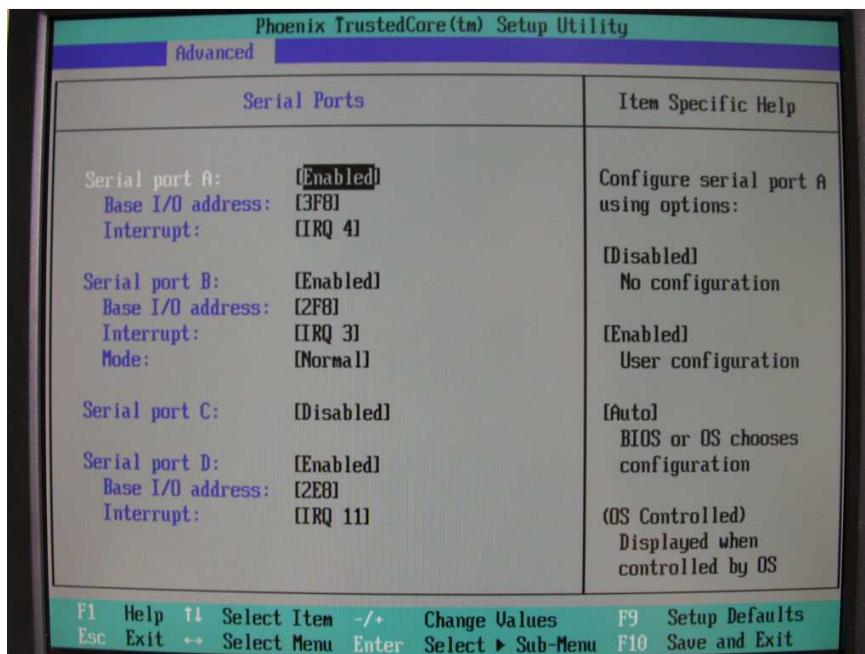 Phoenix TrustedCore(tm) Setup Utility
Advanced
Serial Ports
Item Specific Help
Serial port A: [Enabled]
Base I/O address: [3F8]
Interrupt: [IRQ 4]
Serial port B: [Enabled]
Base I/O address: [2F8]
Interrupt: [IRQ 3]
Mode: [Normal]
Serial port C: [Disabled]
Serial port D: [Enabled]
Base I/O address: [2E8]
Interrupt: [IRQ 11]
Configure serial port A
using options:
[Disabled]
No configuration
[Enabled]
User configuration
[Auto]
BIOS or OS chooses
configuration
(OS Controlled)
Displayed when
controlled by OS
F1 Help ↑↓ Select Item -/+ Change Values F9 Setup Defaults
Esc Exit ↔ Select Menu Enter Select ▶ Sub-Menu F10 Save and Exit